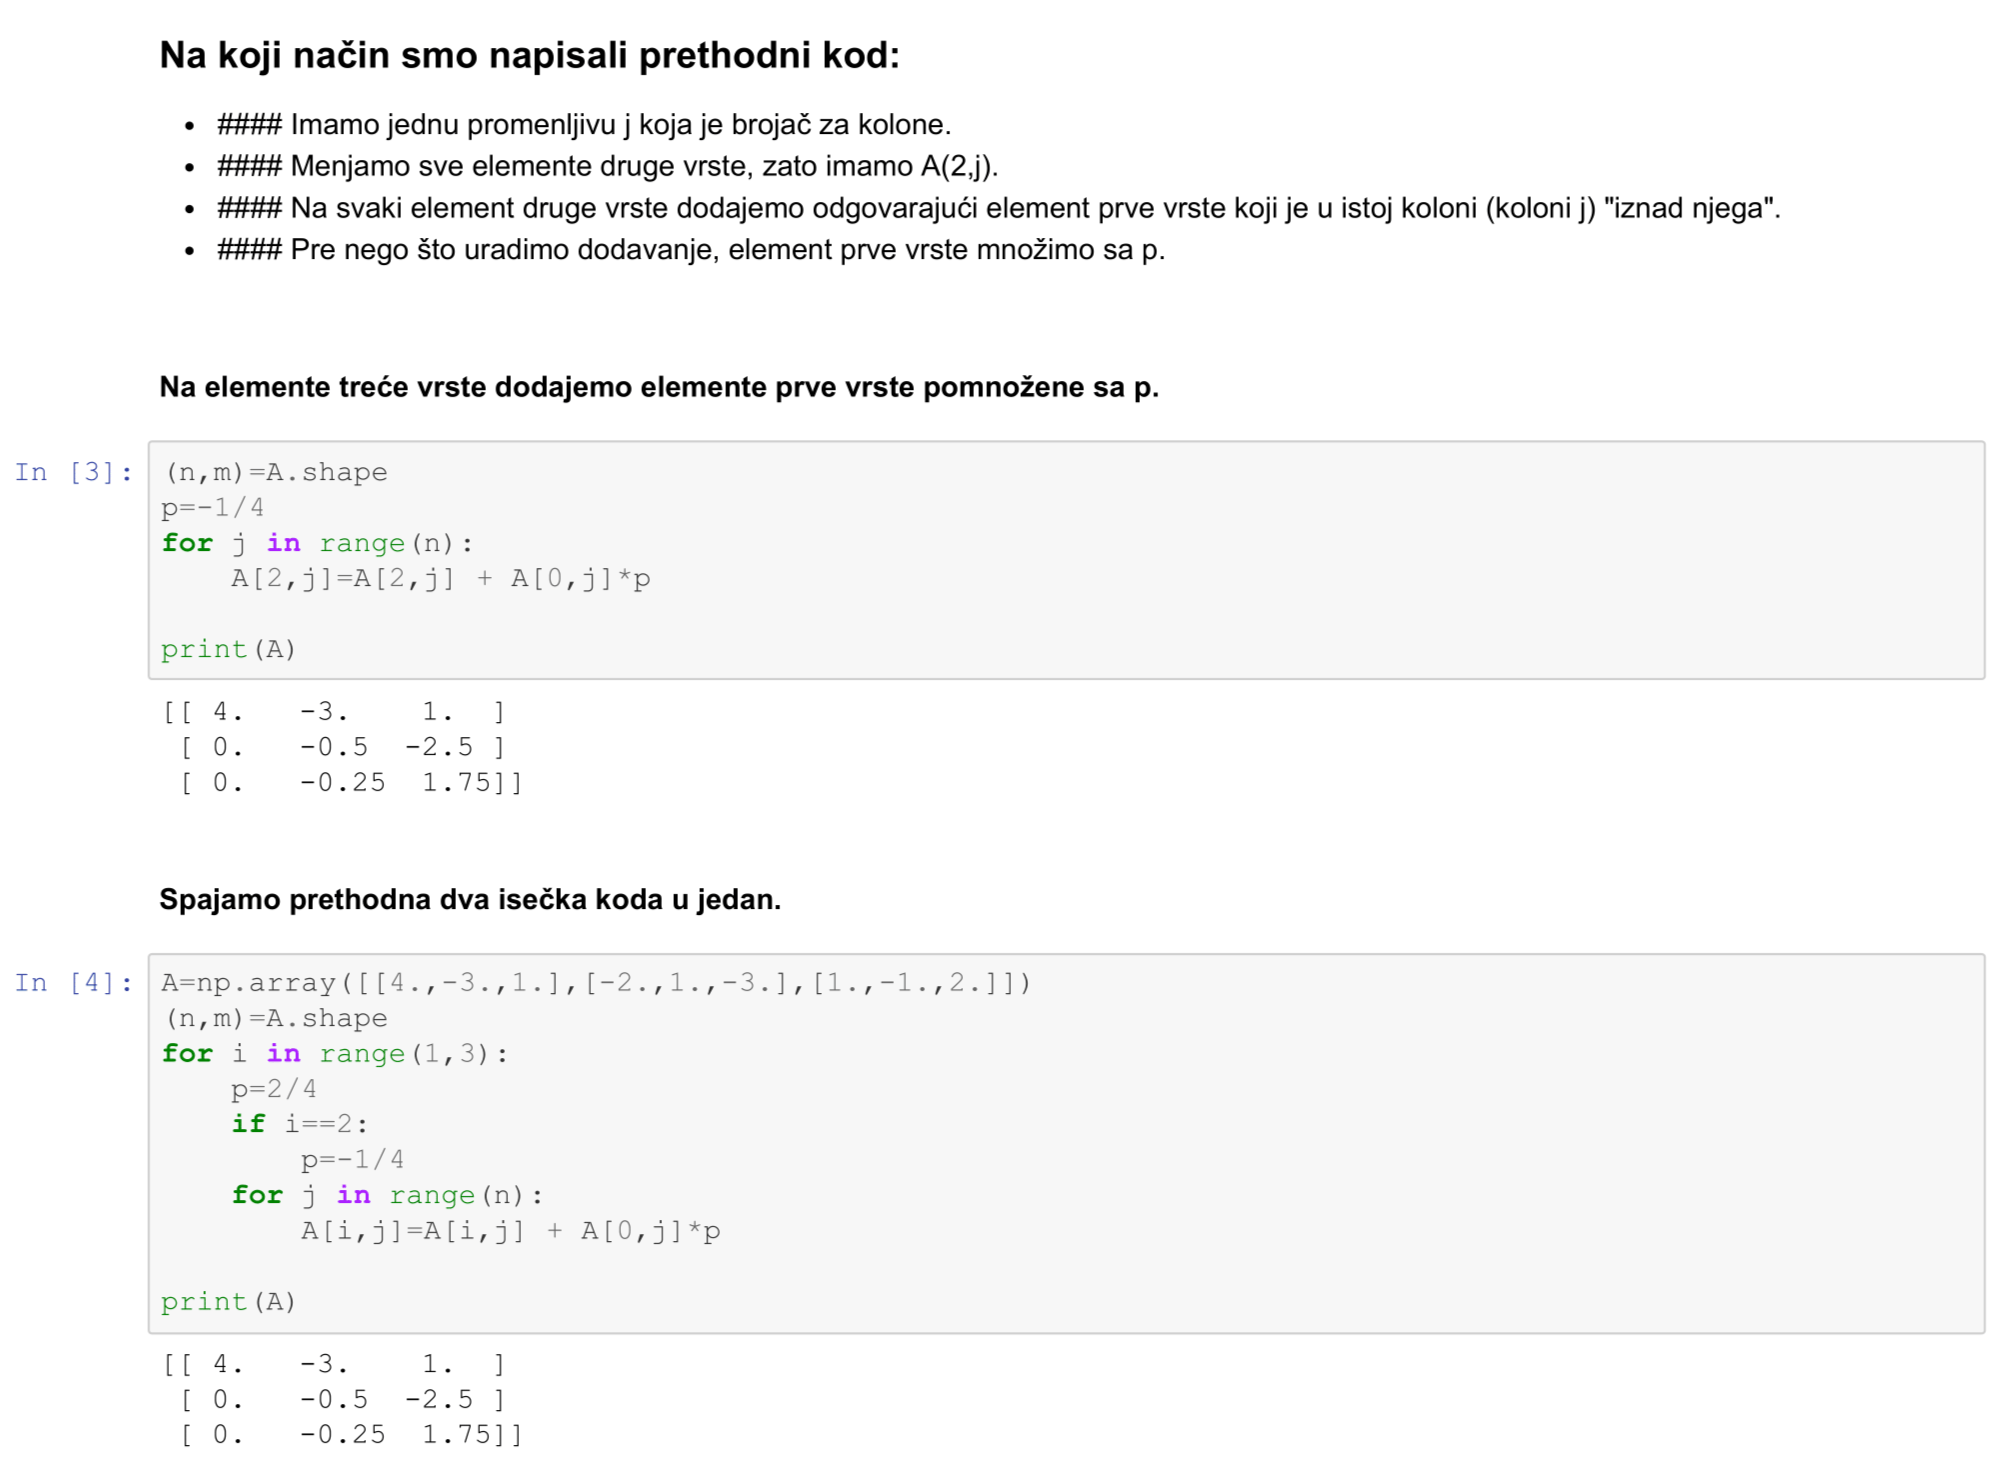 Na koji način smo napisali prethodni kod:
• #### Imamo jednu promenljivu j koja je brojač za kolone.
• #### Menjamo sve elemente druge vrste, zato imamo A(2,j).
• #### Na svaki element druge vrste dodajemo odgovarajući element prve vrste koji je u istoj koloni (koloni j) "iznad njega".
• #### Pre nego što uradimo dodavanje, element prve vrste množimo sa p.
Na elemente treće vrste dodajemo elemente prve vrste pomnožene sa p.
In [3]: (n,m)=A.shape
p=-1/4
for j in range(n):
    A[2,j]=A[2,j] + A[0,j]*p
print(A)
[[ 4.   -3.    1.  ]
 [ 0.   -0.5  -2.5 ]
 [ 0.   -0.25  1.75]]
Spajamo prethodna dva isečka koda u jedan.
In [4]: A=np.array([[4.,-3.,1.],[-2.,1.,-3.],[1.,-1.,2.]])
(n,m)=A.shape
for i in range(1,3):
    p=2/4
    if i==2:
        p=-1/4
    for j in range(n):
        A[i,j]=A[i,j] + A[0,j]*p
print(A)
[[ 4.   -3.    1.  ]
 [ 0.   -0.5  -2.5 ]
 [ 0.   -0.25  1.75]]